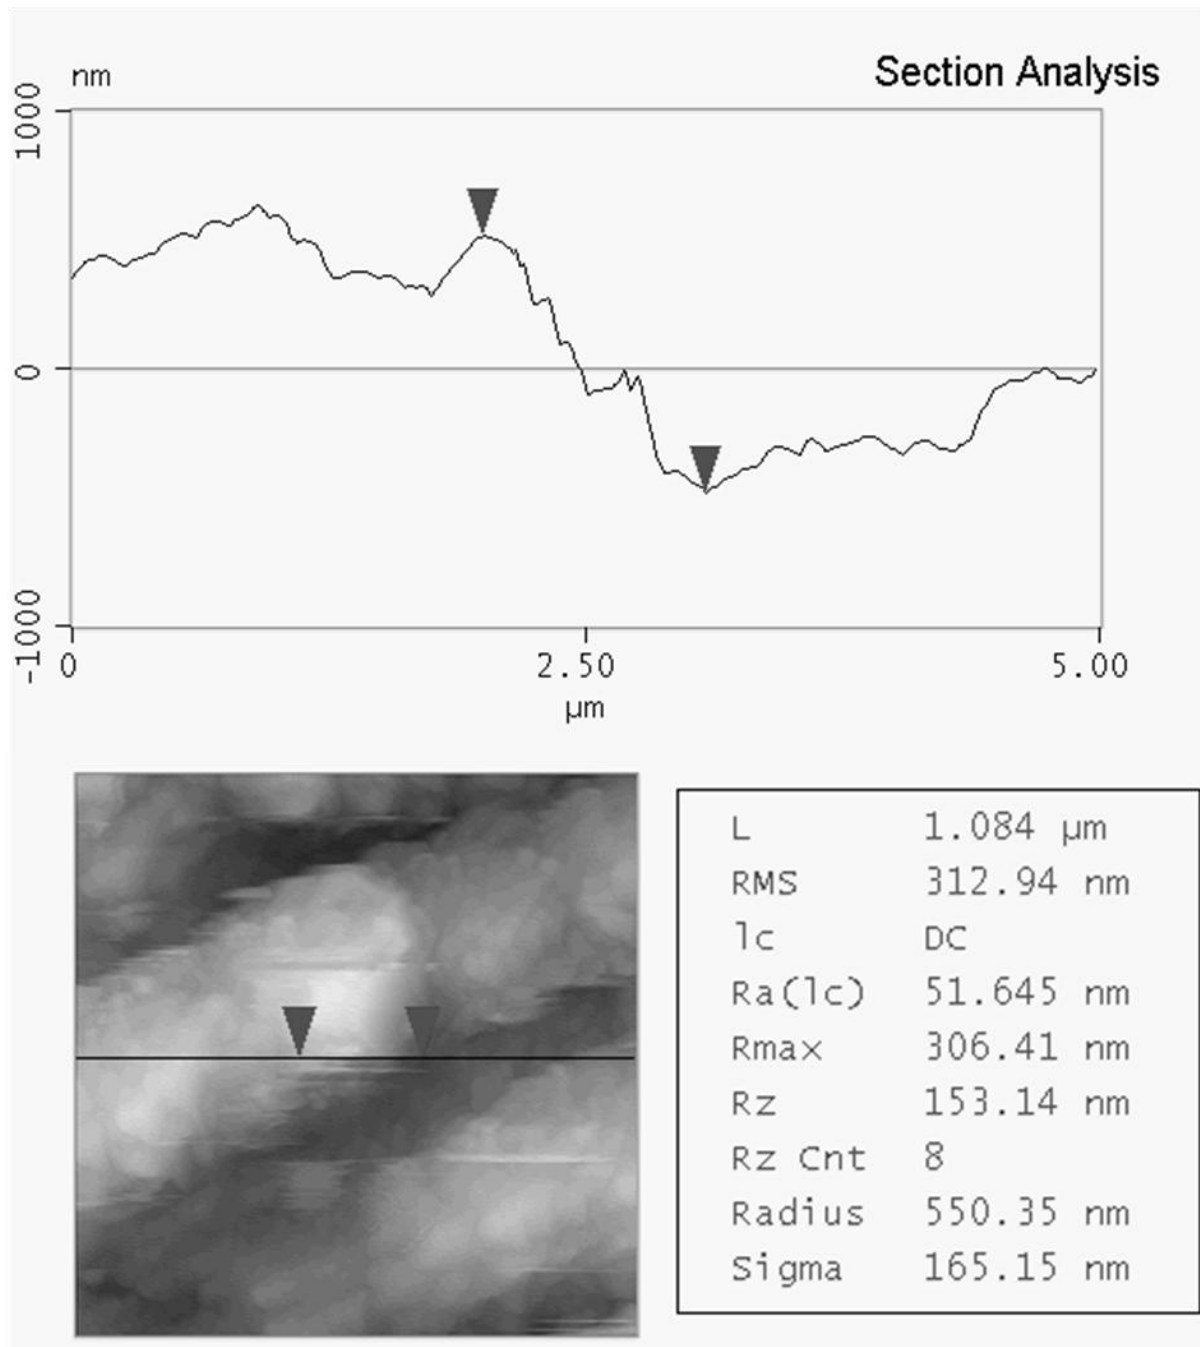 nm
Section Analysis
1000
0
-1000
0 2.50 5.00
µm
L 1.084 µm
RMS 312.94 nm
lc DC
Ra(lc) 51.645 nm
Rmax 306.41 nm
Rz 153.14 nm
Rz Cnt 8
Radius 550.35 nm
Sigma 165.15 nm